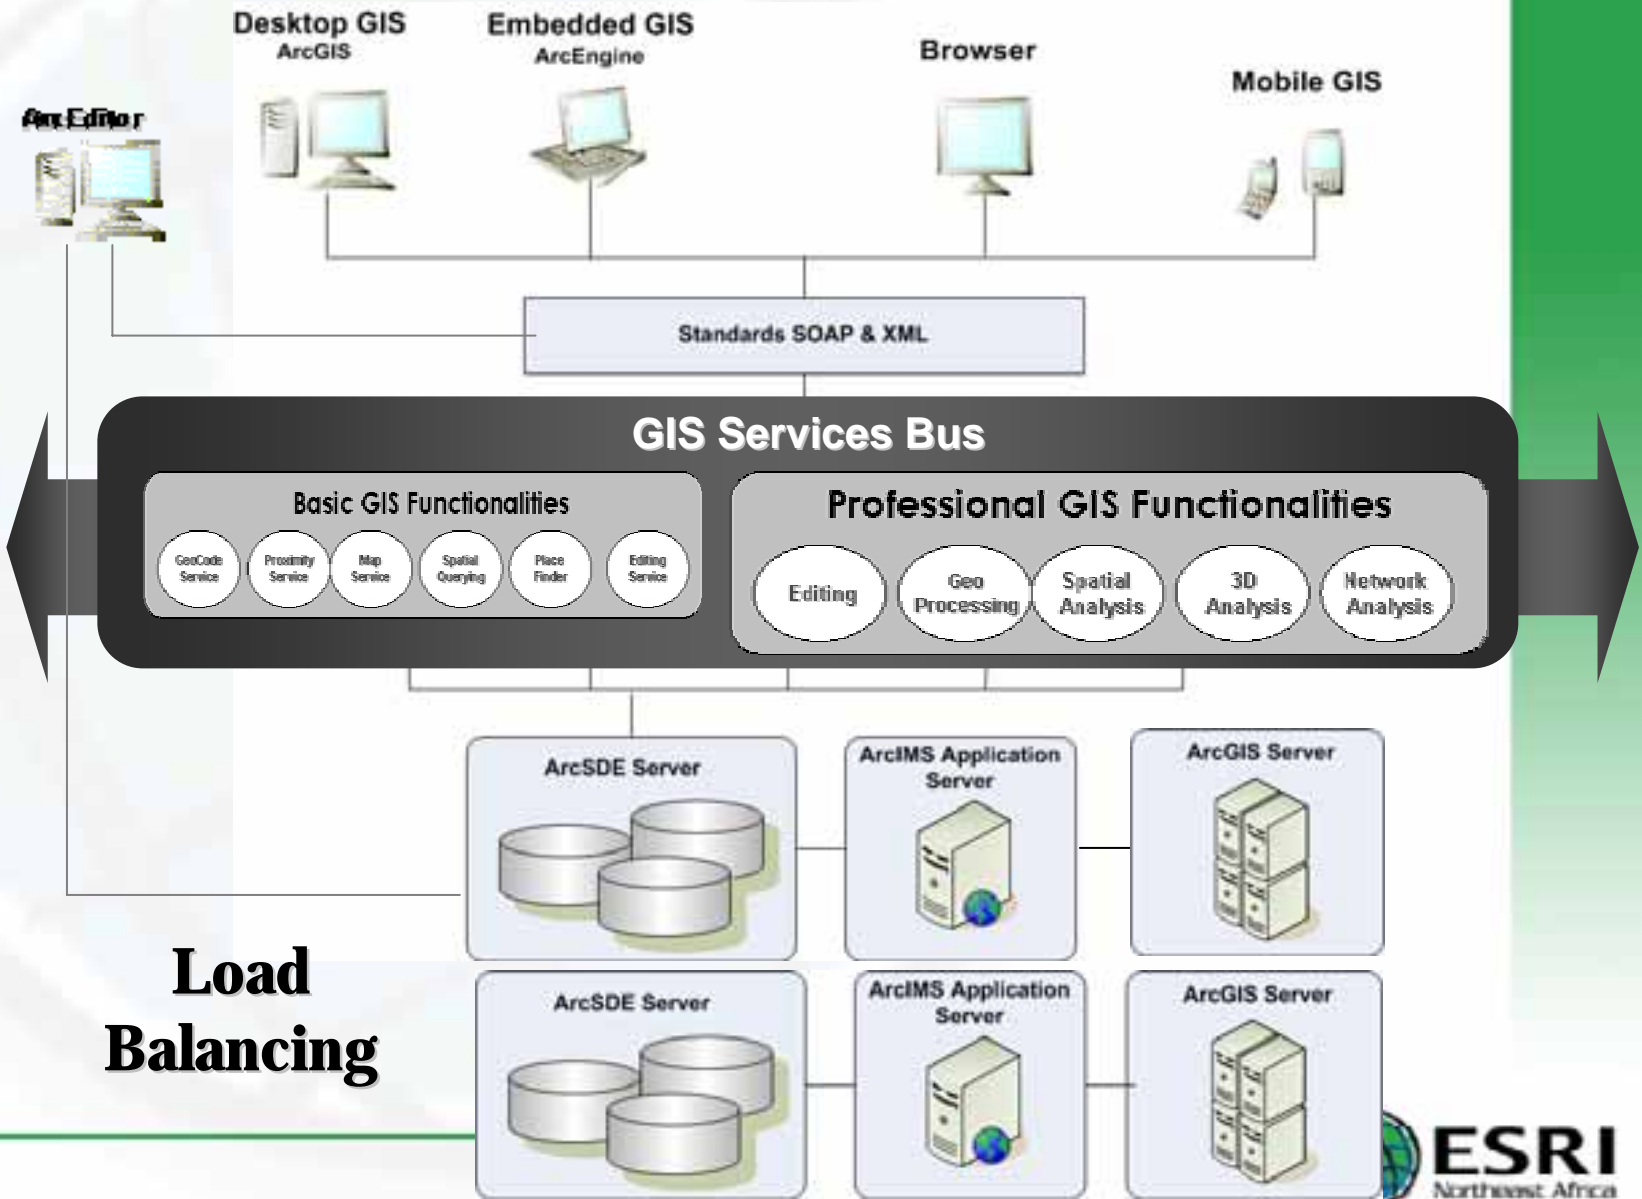 Desktop GIS
ArcGIS
Embedded GIS
ArcEngine
Browser
Mobile GIS
ArcEditor
Standards SOAP & XML
GIS Services Bus
Basic GIS Functionalities
GeoCode
Service
Proximity
Service
Map
Service
Spatial
Querying
Place
Finder
Editing
Service
Professional GIS Functionalities
Editing
Geo
Processing
Spatial
Analysis
3D
Analysis
Network
Analysis
ArcSDE Server
ArcIMS Application
Server
ArcGIS Server
Load
Balancing
ArcSDE Server
ArcIMS Application
Server
ArcGIS Server
ESRI
Northeast Africa